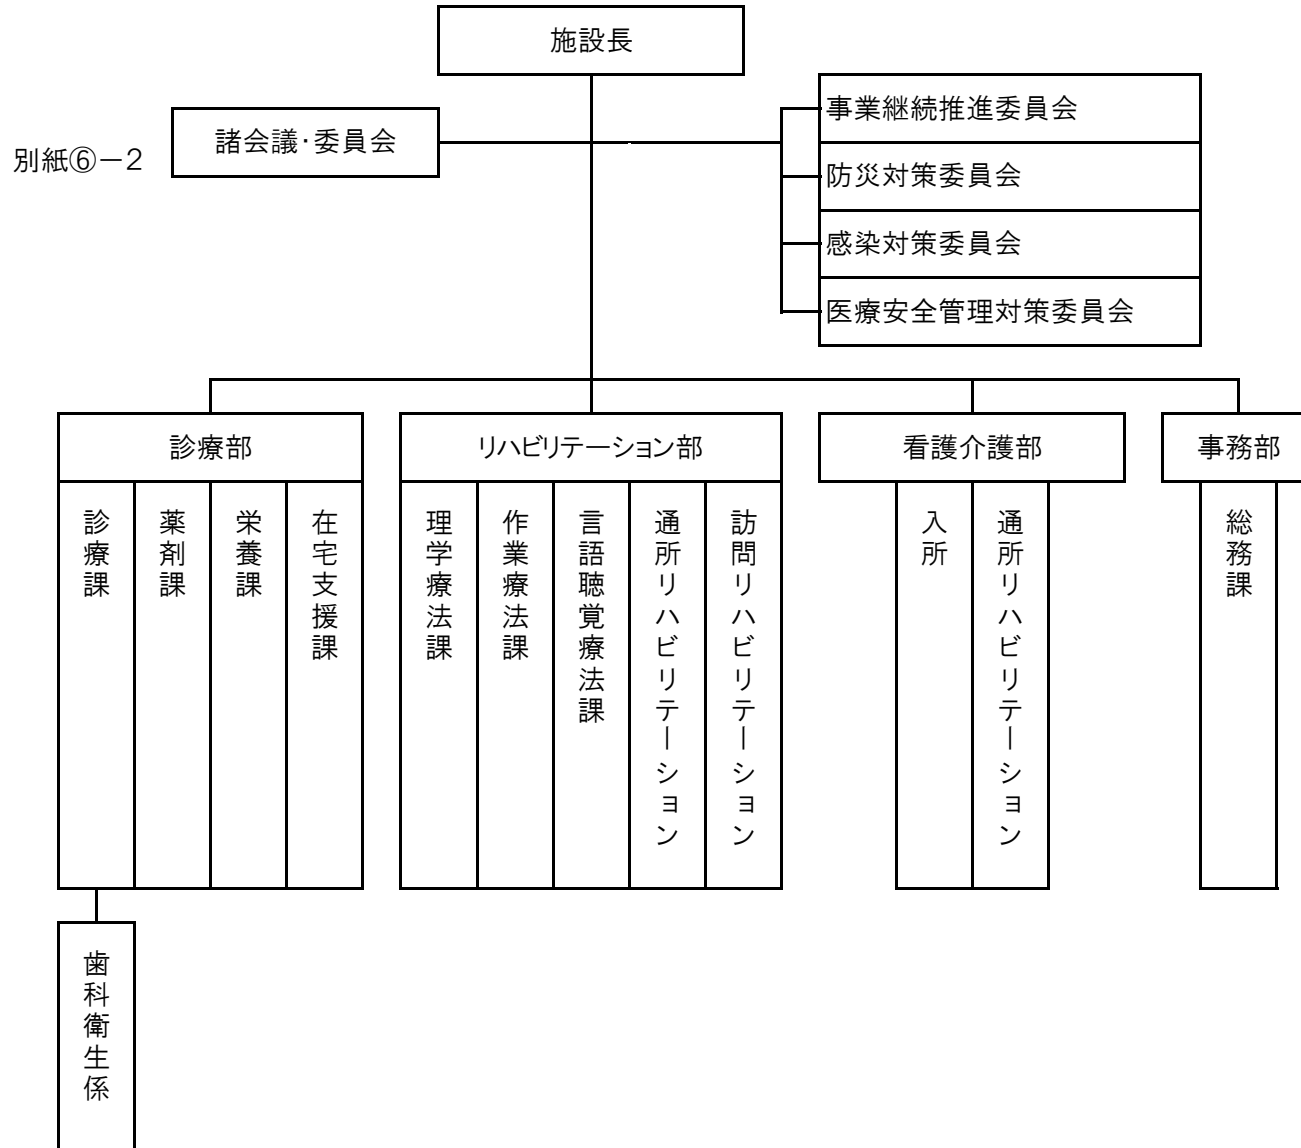 施設長
事業継続推進委員会
諸会議・委員会
別紙⑥－2
防災対策委員会
感染対策委員会
医療安全管理対策委員会
診療部
リハビリテーション部
看護介護部
事務部
診療課
薬剤課
栄養課
在宅支援課
理学療法課
作業療法課
言語聴覚療法課
通所リハビリテーション
訪問リハビリテーション
入所
通所リハビリテーション
総務課
歯科衛生係